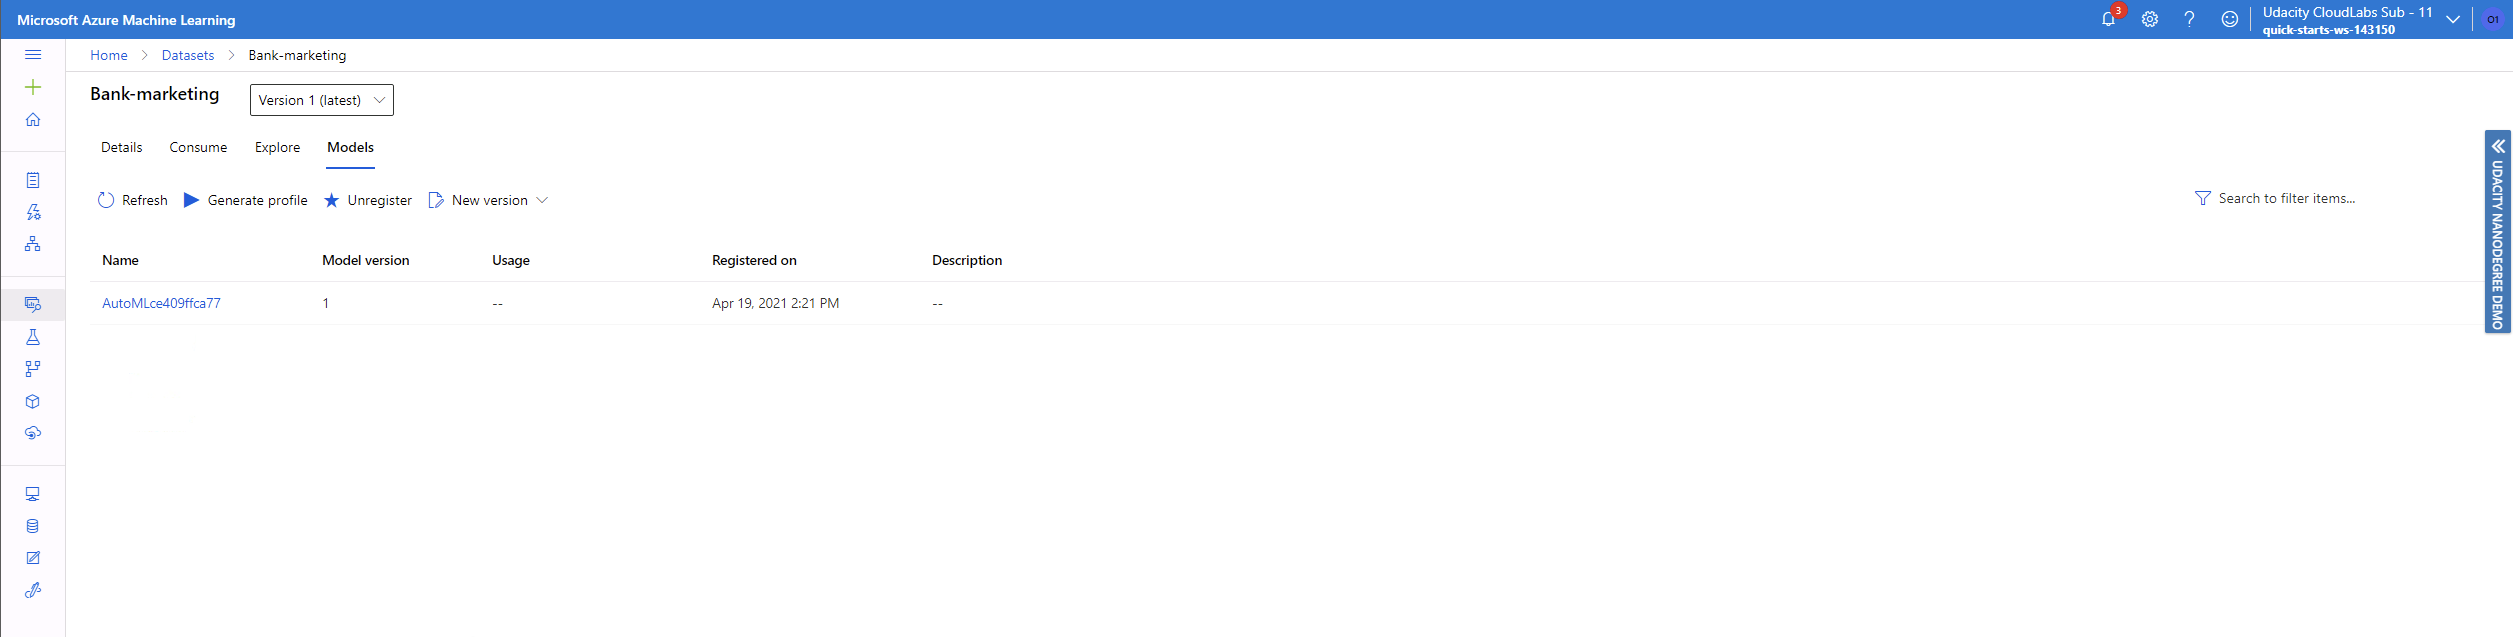 Microsoft Azure Machine Learning
3
Udacity CloudLabs Sub - 11
quick-starts-ws-143150
O1
Home > Datasets > Bank-marketing
Bank-marketing
Version 1 (latest)
Details Consume Explore Models
Refresh Generate profile Unregister New version
Search to filter items...
Name Model version Usage Registered on Description
AutoMLce409ffca77 1 -- Apr 19, 2021 2:21 PM --
UDACITY NANODEGREE DEMO